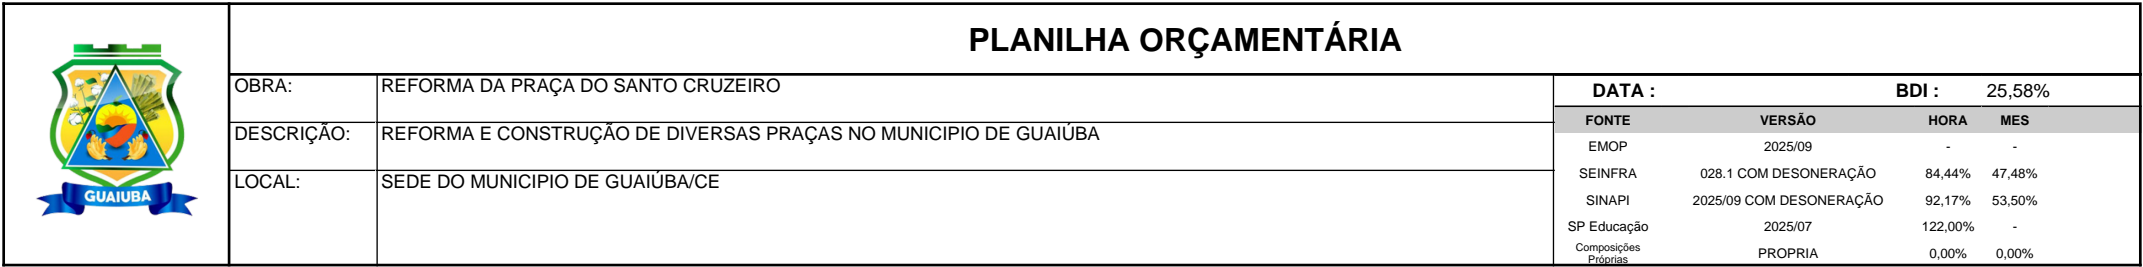 PLANILHA ORÇAMENTÁRIA
GUAIUBA
OBRA: REFORMA DA PRAÇA DO SANTO CRUZEIRO
DESCRIÇÃO: REFORMA E CONSTRUÇÃO DE DIVERSAS PRAÇAS NO MUNICIPIO DE GUAIÚBA
LOCAL: SEDE DO MUNICIPIO DE GUAIÚBA/CE
DATA : BDI : 25,58%
FONTE VERSÃO HORA MES
EMOP 2025/09 - -
SEINFRA 028.1 COM DESONERAÇÃO 84,44% 47,48%
SINAPI 2025/09 COM DESONERAÇÃO 92,17% 53,50%
SP Educação 2025/07 122,00% -
Composições Próprias PROPRIA 0,00% 0,00%